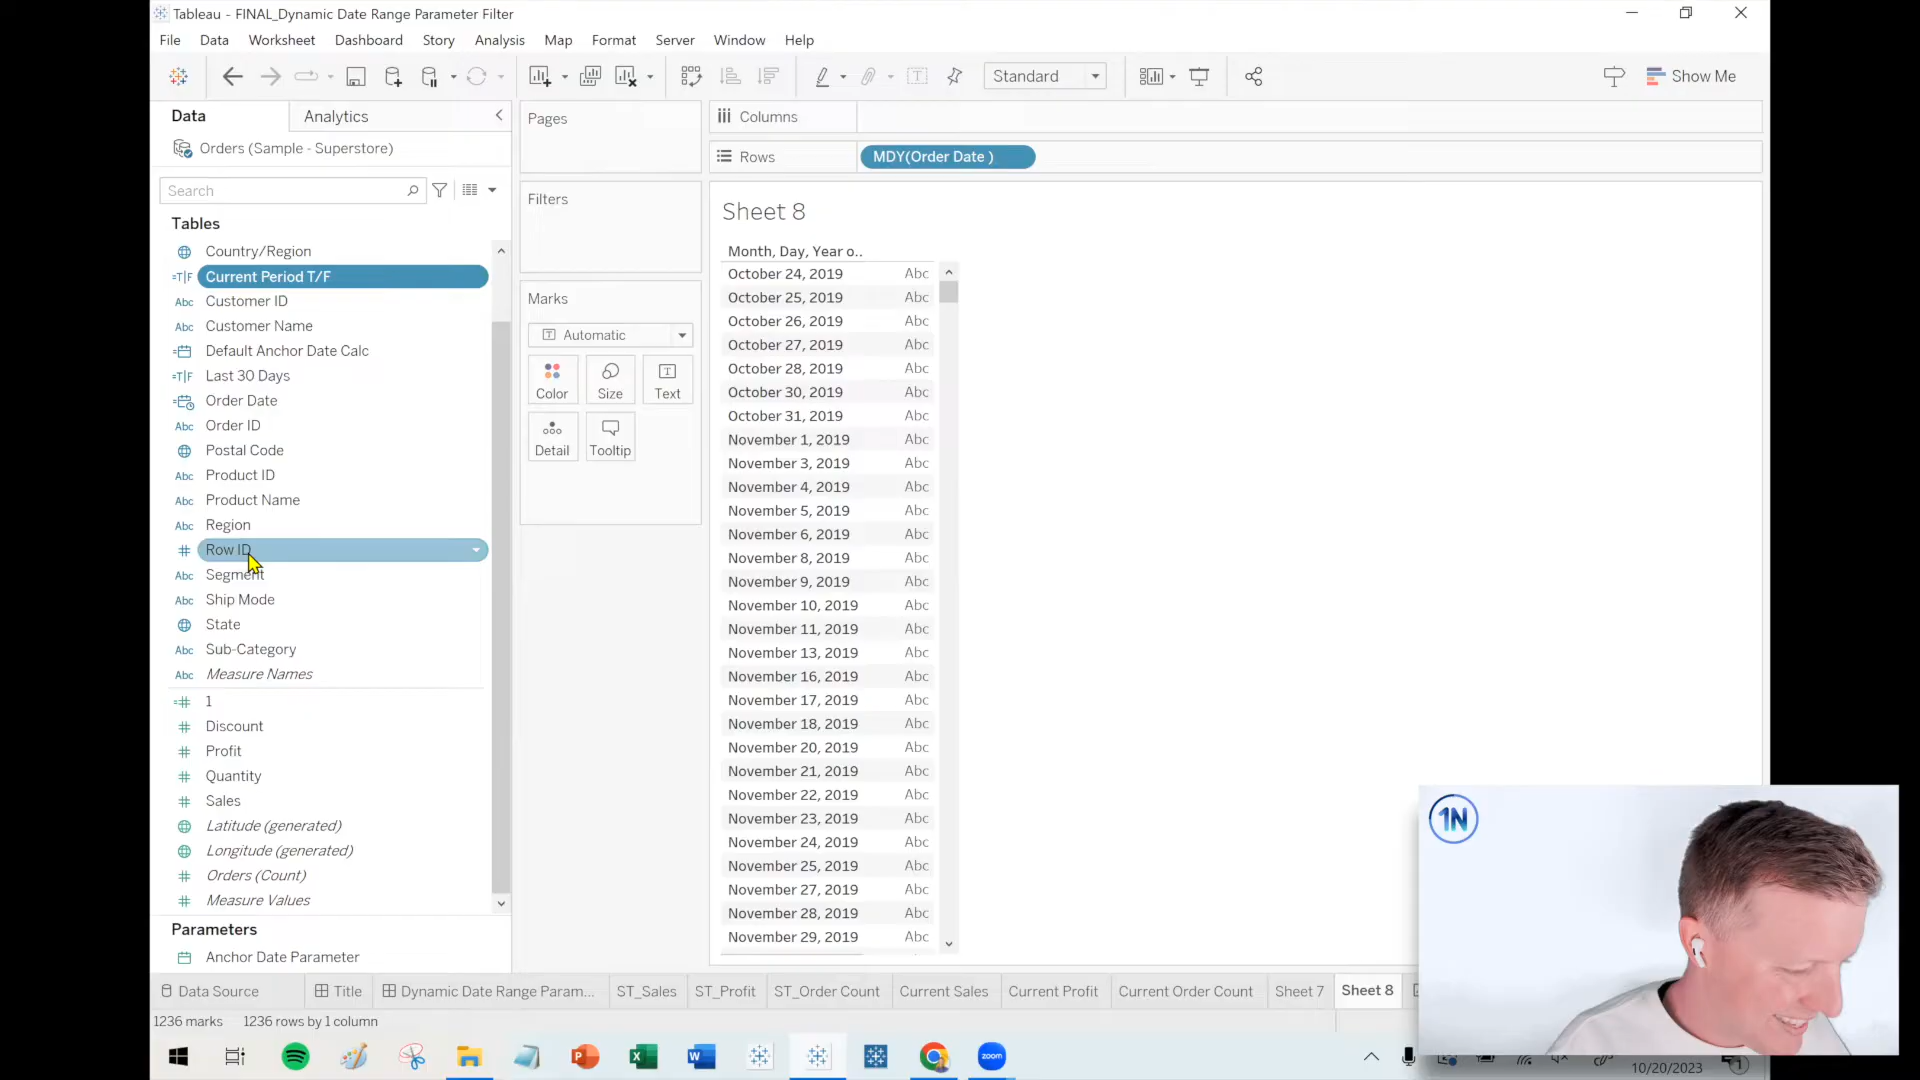 Tableau - FINAL_Dynamic Date Range Parameter Filter
File Data Worksheet Dashboard Story Analysis Map Format Server Window Help
Standard
Show Me
Data
Analytics
Orders (Sample - Superstore)
Search
Tables
Country/Region
=T|F Current Period T/F
Abc Customer ID
Abc Customer Name
Default Anchor Date Calc
=T|F Last 30 Days
Order Date
Abc Order ID
Postal Code
Abc Product ID
Abc Product Name
Abc Region
# Row ID
Abc Segment
Abc Ship Mode
State
Abc Sub-Category
Abc Measure Names
=# 1
# Discount
# Profit
# Quantity
# Sales
Latitude (generated)
Longitude (generated)
# Orders (Count)
# Measure Values
Parameters
Anchor Date Parameter
Pages
Filters
Marks
Automatic
Color Size Text
Detail Tooltip
Columns
Rows MDY(Order Date )
Sheet 8
Month, Day, Year o..
October 24, 2019 Abc
October 25, 2019 Abc
October 26, 2019 Abc
October 27, 2019 Abc
October 28, 2019 Abc
October 30, 2019 Abc
October 31, 2019 Abc
November 1, 2019 Abc
November 3, 2019 Abc
November 4, 2019 Abc
November 5, 2019 Abc
November 6, 2019 Abc
November 8, 2019 Abc
November 9, 2019 Abc
November 10, 2019 Abc
November 11, 2019 Abc
November 13, 2019 Abc
November 16, 2019 Abc
November 17, 2019 Abc
November 18, 2019 Abc
November 20, 2019 Abc
November 21, 2019 Abc
November 22, 2019 Abc
November 23, 2019 Abc
November 24, 2019 Abc
November 25, 2019 Abc
November 27, 2019 Abc
November 28, 2019 Abc
November 29, 2019 Abc
1N
Data Source Title Dynamic Date Range Param... ST_Sales ST_Profit ST_Order Count Current Sales Current Profit Current Order Count Sheet 7 Sheet 8
1236 marks 1236 rows by 1 column
zoom
10/20/2023